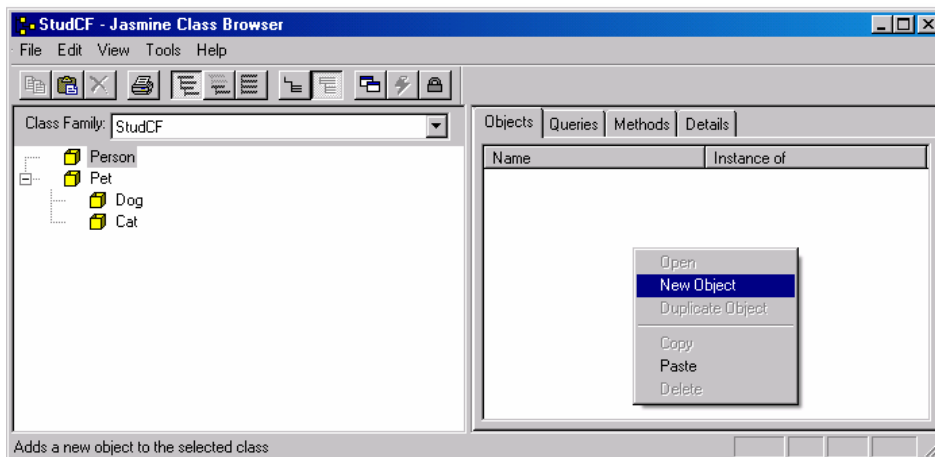 StudCF - Jasmine Class Browser
File Edit View Tools Help
Class Family: StudCF
Person
Pet
Dog
Cat
Objects Queries Methods Details
Name Instance of
Open
New Object
Duplicate Object
Copy
Paste
Delete
Adds a new object to the selected class